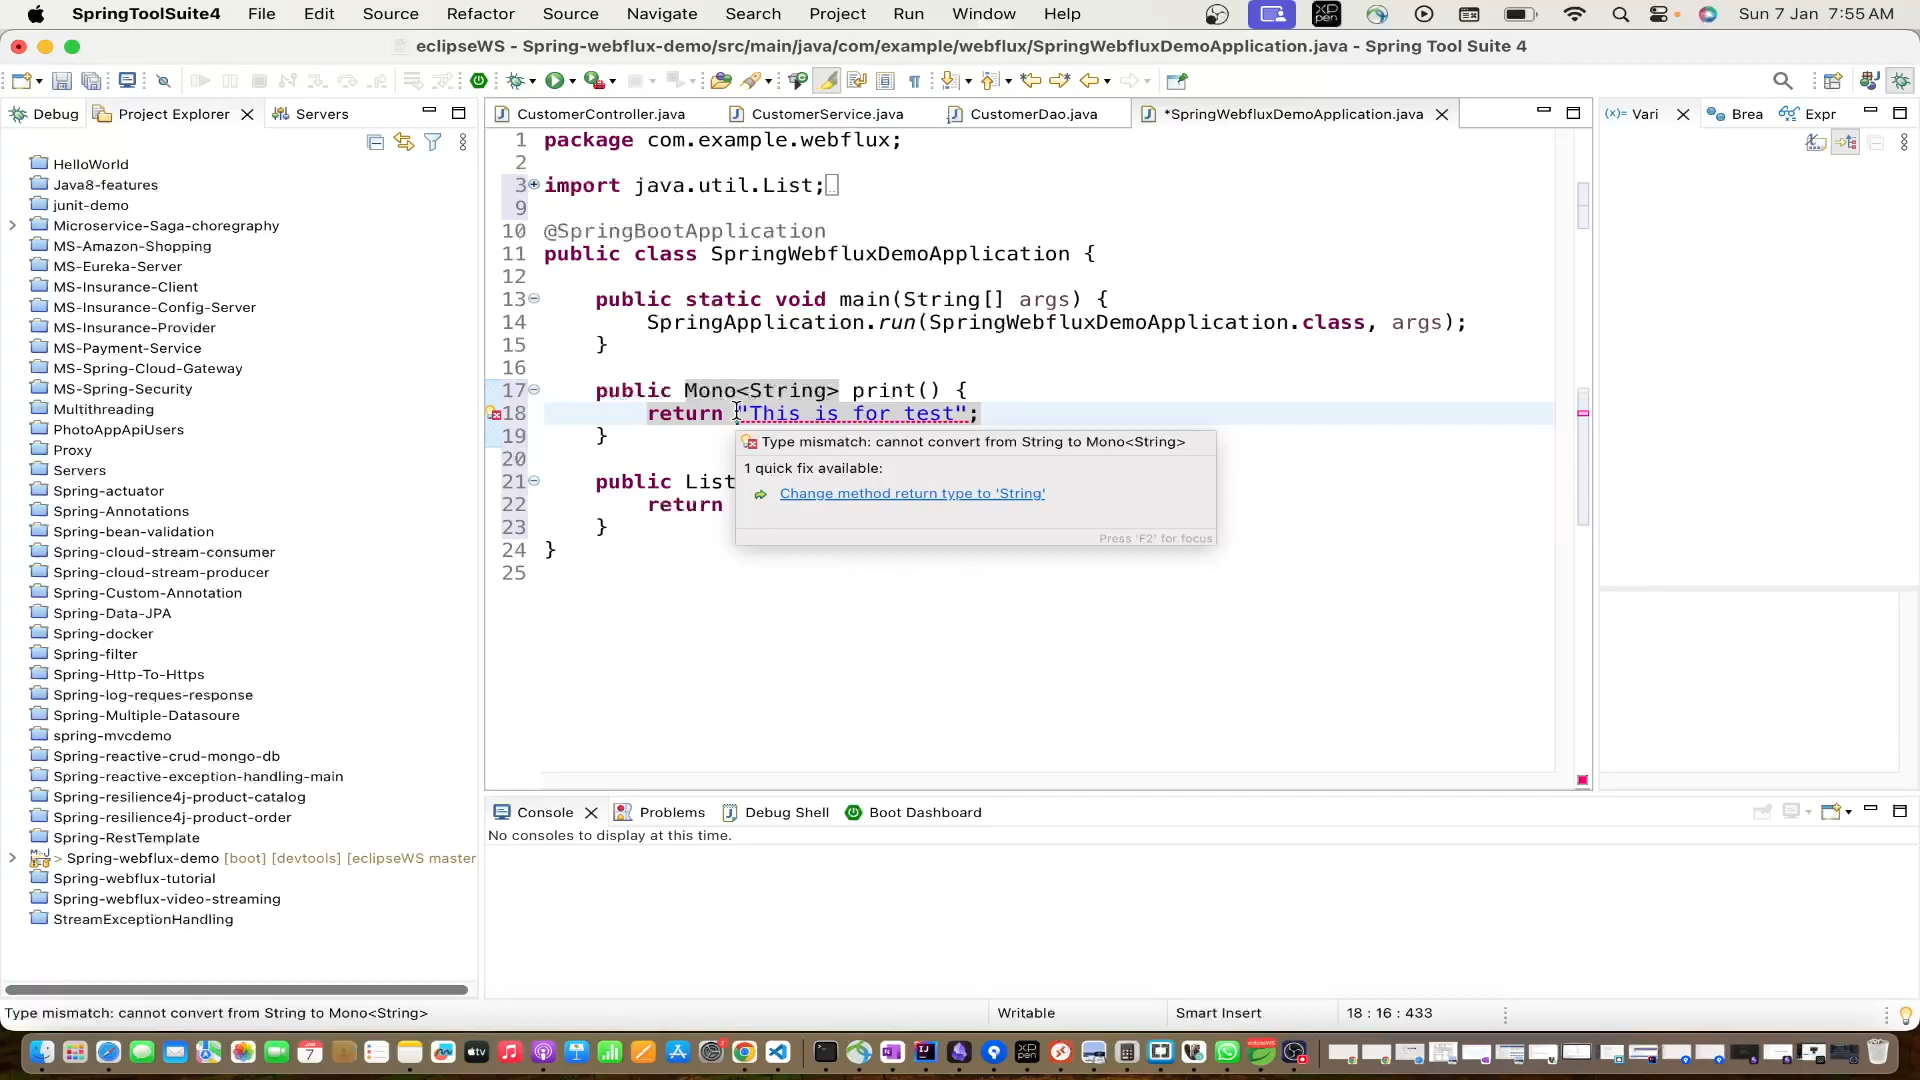 SpringToolSuite4 File Edit Source Refactor Source Navigate Search Project Run Window Help Sun 7 Jan 7:55 AM
eclipseWS - Spring-webflux-demo/src/main/java/com/example/webflux/SpringWebfluxDemoApplication.java - Spring Tool Suite 4
Debug Project Explorer Servers
CustomerController.java CustomerService.java CustomerDao.java *SpringWebfluxDemoApplication.java
(x)= Vari Brea Expr
HelloWorld
Java8-features
junit-demo
Microservice-Saga-choregraphy
MS-Amazon-Shopping
MS-Eureka-Server
MS-Insurance-Client
MS-Insurance-Config-Server
MS-Insurance-Provider
MS-Payment-Service
MS-Spring-Cloud-Gateway
MS-Spring-Security
Multithreading
PhotoAppApiUsers
Proxy
Servers
Spring-actuator
Spring-Annotations
Spring-bean-validation
Spring-cloud-stream-consumer
Spring-cloud-stream-producer
Spring-Custom-Annotation
Spring-Data-JPA
Spring-docker
Spring-filter
Spring-Http-To-Https
Spring-log-reques-response
Spring-Multiple-Datasoure
spring-mvcdemo
Spring-reactive-crud-mongo-db
Spring-reactive-exception-handling-main
Spring-resilience4j-product-catalog
Spring-resilience4j-product-order
Spring-RestTemplate
> Spring-webflux-demo [boot] [devtools] [eclipseWS master
Spring-webflux-tutorial
Spring-webflux-video-streaming
StreamExceptionHandling
1 package com.example.webflux;
2
3 import java.util.List;
9
10 @SpringBootApplication
11 public class SpringWebfluxDemoApplication {
12
13 public static void main(String[] args) {
14 SpringApplication.run(SpringWebfluxDemoApplication.class, args);
15 }
16
17 public Mono<String> print() {
18 return "This is for test";
19 }
20
21 public List
22 return
23 }
24 }
25
Type mismatch: cannot convert from String to Mono<String>
1 quick fix available:
Change method return type to 'String'
Press 'F2' for focus
Console Problems Debug Shell Boot Dashboard
No consoles to display at this time.
Type mismatch: cannot convert from String to Mono<String> Writable Smart Insert 18 : 16 : 433